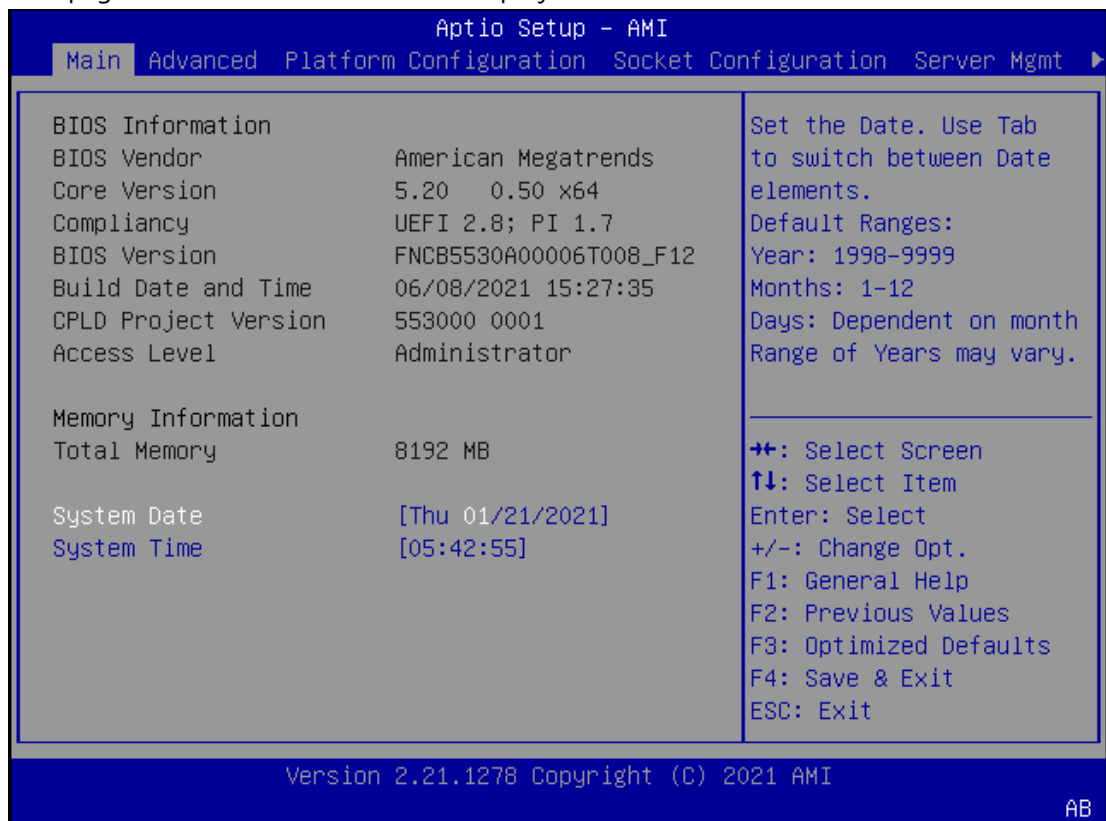 Aptio Setup – AMI
Main Advanced Platform Configuration Socket Configuration Server Mgmt ▶
BIOS Information
BIOS Vendor American Megatrends
Core Version 5.20 0.50 x64
Compliancy UEFI 2.8; PI 1.7
BIOS Version FNCB5530A00006T008_F12
Build Date and Time 06/08/2021 15:27:35
CPLD Project Version 553000 0001
Access Level Administrator
Memory Information
Total Memory 8192 MB
System Date [Thu 01/21/2021]
System Time [05:42:55]
Set the Date. Use Tab
to switch between Date
elements.
Default Ranges:
Year: 1998-9999
Months: 1-12
Days: Dependent on month
Range of Years may vary.
→←: Select Screen
↑↓: Select Item
Enter: Select
+/-: Change Opt.
F1: General Help
F2: Previous Values
F3: Optimized Defaults
F4: Save & Exit
ESC: Exit
Version 2.21.1278 Copyright (C) 2021 AMI
AB